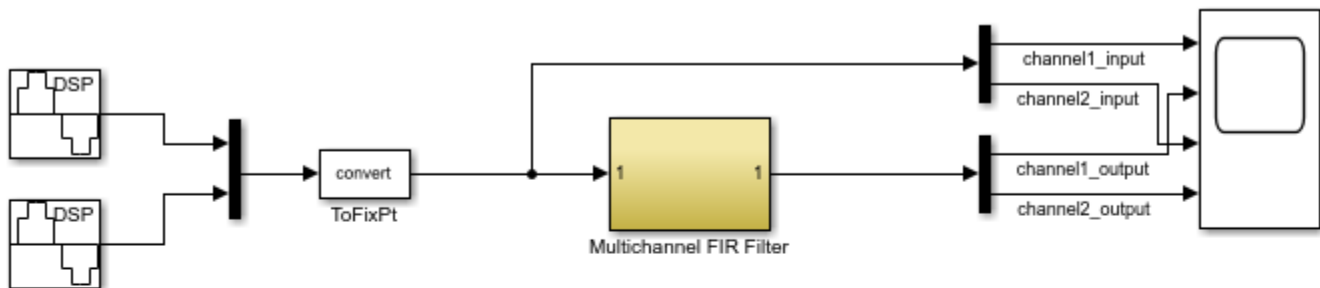 DSP
DSP
convert
ToFixPt
1
1
Multichannel FIR Filter
channel1_input
channel2_input
channel1_output
channel2_output